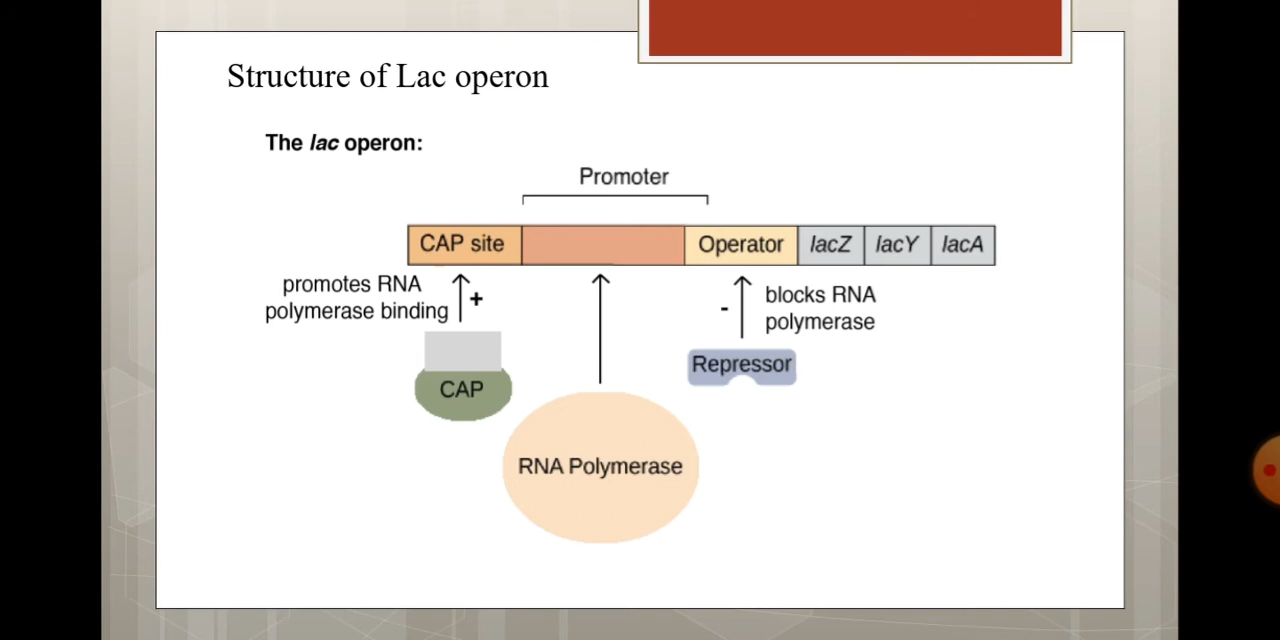 Structure of Lac operon
The lac operon:
Promoter
CAP site
Operator
lacZ
lacY
lacA
promotes RNA
polymerase binding
+
-
blocks RNA
polymerase
CAP
Repressor
RNA Polymerase